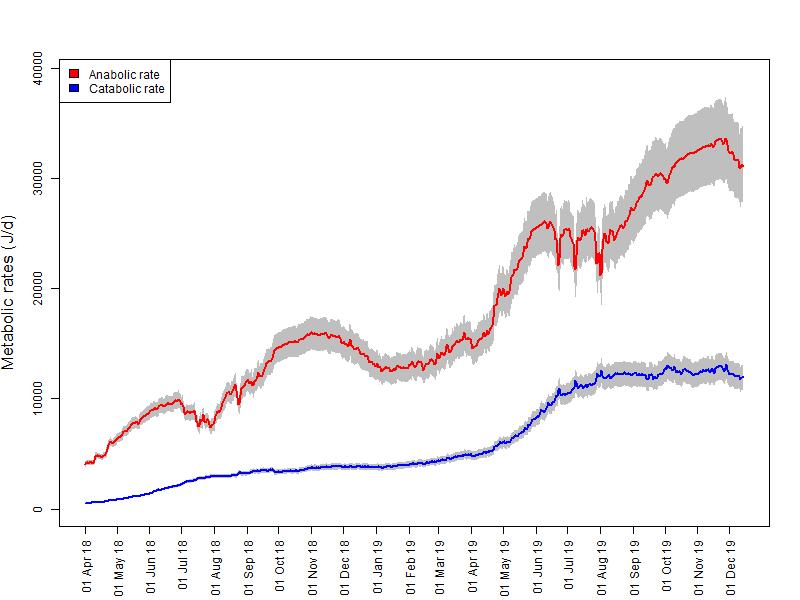 Anabolic rate
Catabolic rate
Metabolic rates (J/d)
40000
30000
20000
10000
0
01 Apr 18
01 May 18
01 Jun 18
01 Jul 18
01 Aug 18
01 Sep 18
01 Oct 18
01 Nov 18
01 Dec 18
01 Jan 19
01 Feb 19
01 Mar 19
01 Apr 19
01 May 19
01 Jun 19
01 Jul 19
01 Aug 19
01 Sep 19
01 Oct 19
01 Nov 19
01 Dec 19